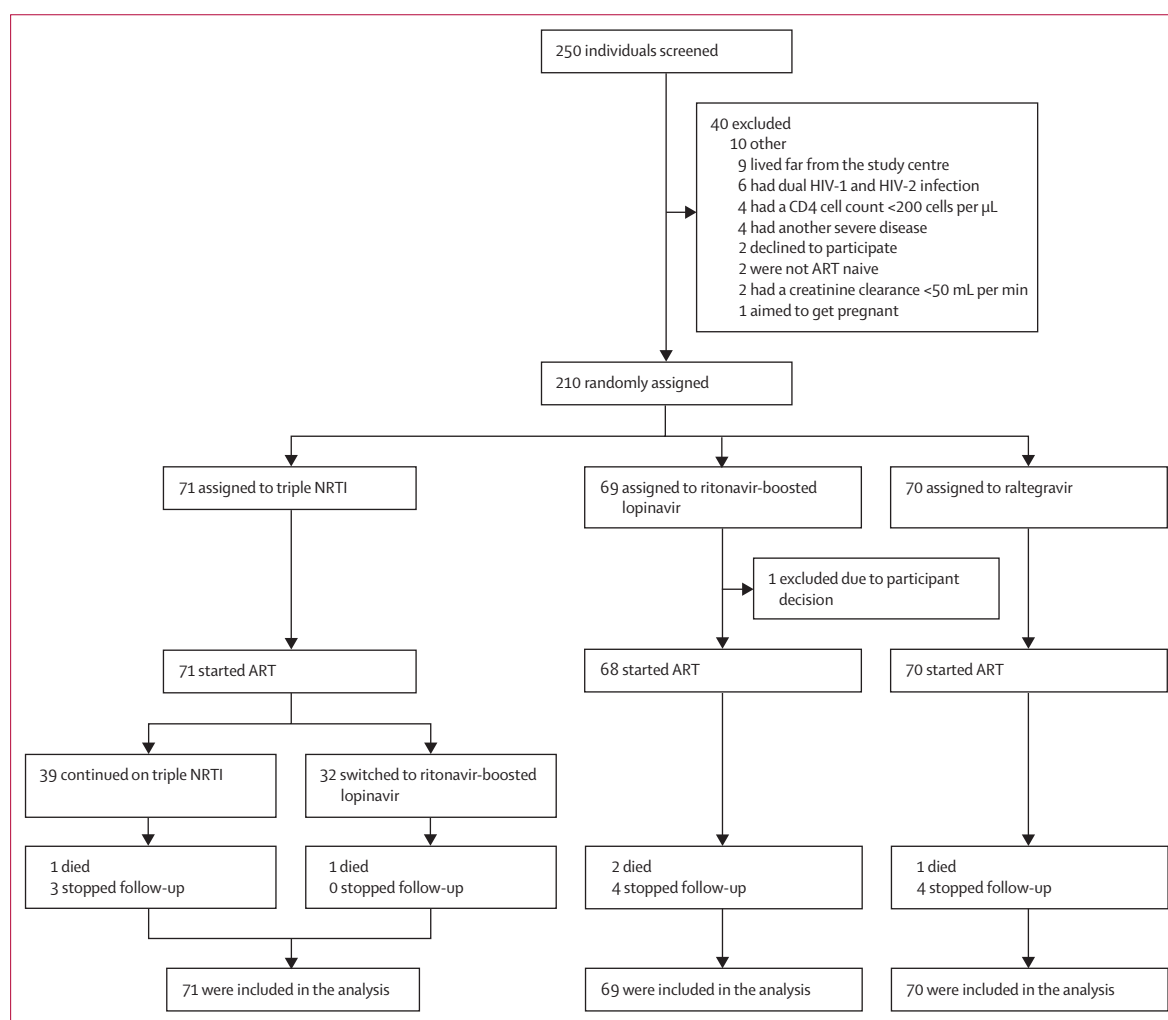 250 individuals screened
40 excluded
10 other
9 lived far from the study centre
6 had dual HIV-1 and HIV-2 infection
4 had a CD4 cell count <200 cells per µL
4 had another severe disease
2 declined to participate
2 were not ART naive
2 had a creatinine clearance <50 mL per min
1 aimed to get pregnant
210 randomly assigned
71 assigned to triple NRTI
69 assigned to ritonavir-boosted
lopinavir
70 assigned to raltegravir
1 excluded due to participant
decision
71 started ART
68 started ART
70 started ART
39 continued on triple NRTI
32 switched to ritonavir-boosted
lopinavir
1 died
3 stopped follow-up
1 died
0 stopped follow-up
2 died
4 stopped follow-up
1 died
4 stopped follow-up
71 were included in the analysis
69 were included in the analysis
70 were included in the analysis